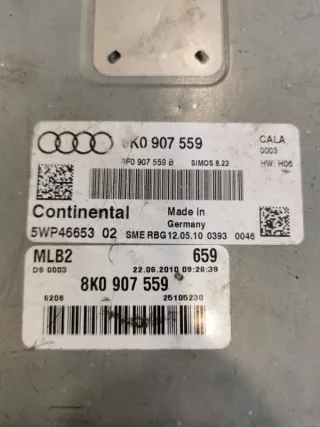 8K0 907 559
CALA
0003
8F0 907 559 B
SIMOS 8.22
HW: H06
Continental
Made in
Germany
5WP46653 02
SME RBG 12.05.10 0393 0046
MLB2
659
DS 0003
22.06.2010 09:26:39
8K0 907 559
6208
25105230